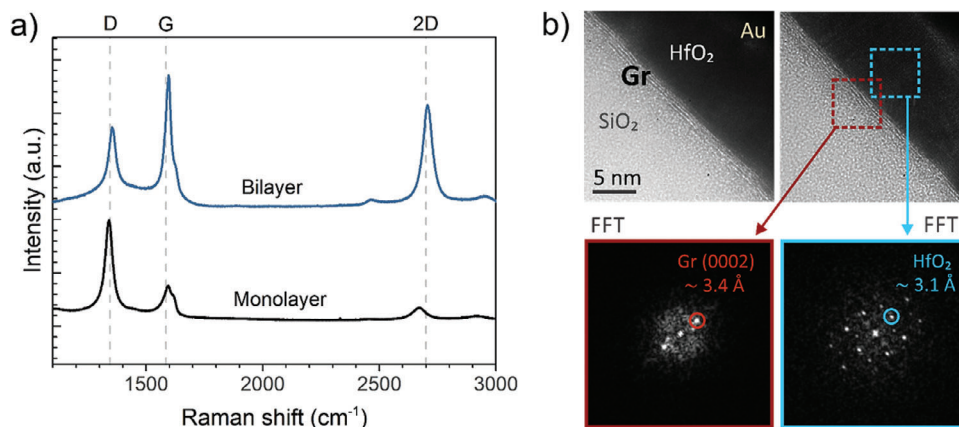 a)
D
G
2D
Intensity (a.u.)
Bilayer
Monolayer
1500
2000
2500
3000
Raman shift (cm⁻¹)
b)
Au
HfO₂
Gr
SiO₂
5 nm
FFT
FFT
Gr (0002)
~ 3.4 Å
HfO₂
~ 3.1 Å